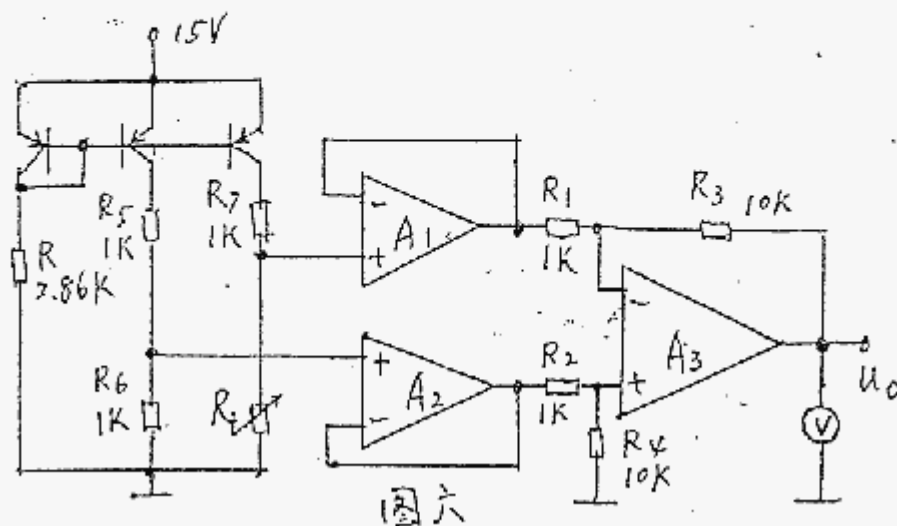 15V
R5
1K
R7
1K
R
2.86K
R6
1K
Rt
- A1 +
+ A2 -
R1
1K
R3
10K
R2
1K
R4
10K
- A3 +
V
图六